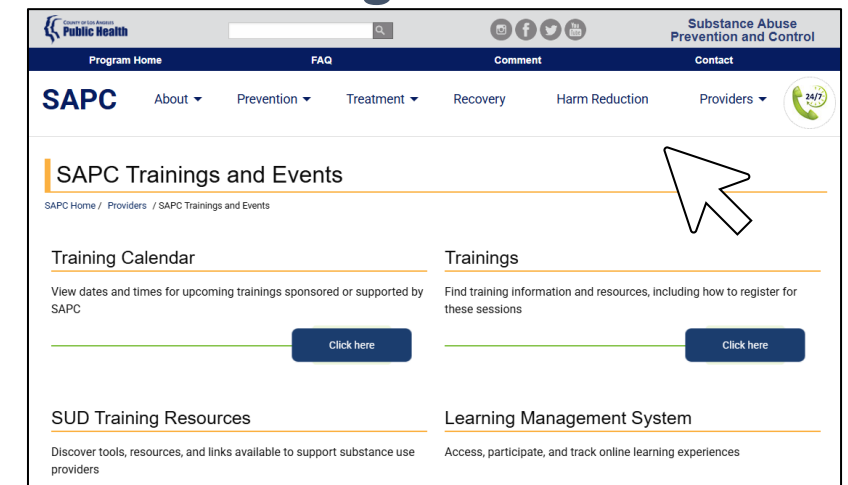 County of Los Angeles
Public Health
Substance Abuse
Prevention and Control
Program Home FAQ Comment Contact
SAPC About Prevention Treatment Recovery Harm Reduction Providers 24/7
SAPC Trainings and Events
SAPC Home / Providers / SAPC Trainings and Events
Training Calendar
View dates and times for upcoming trainings sponsored or supported by
SAPC
Click here
Trainings
Find training information and resources, including how to register for
these sessions
Click here
SUD Training Resources
Discover tools, resources, and links available to support substance use
providers
Learning Management System
Access, participate, and track online learning experiences